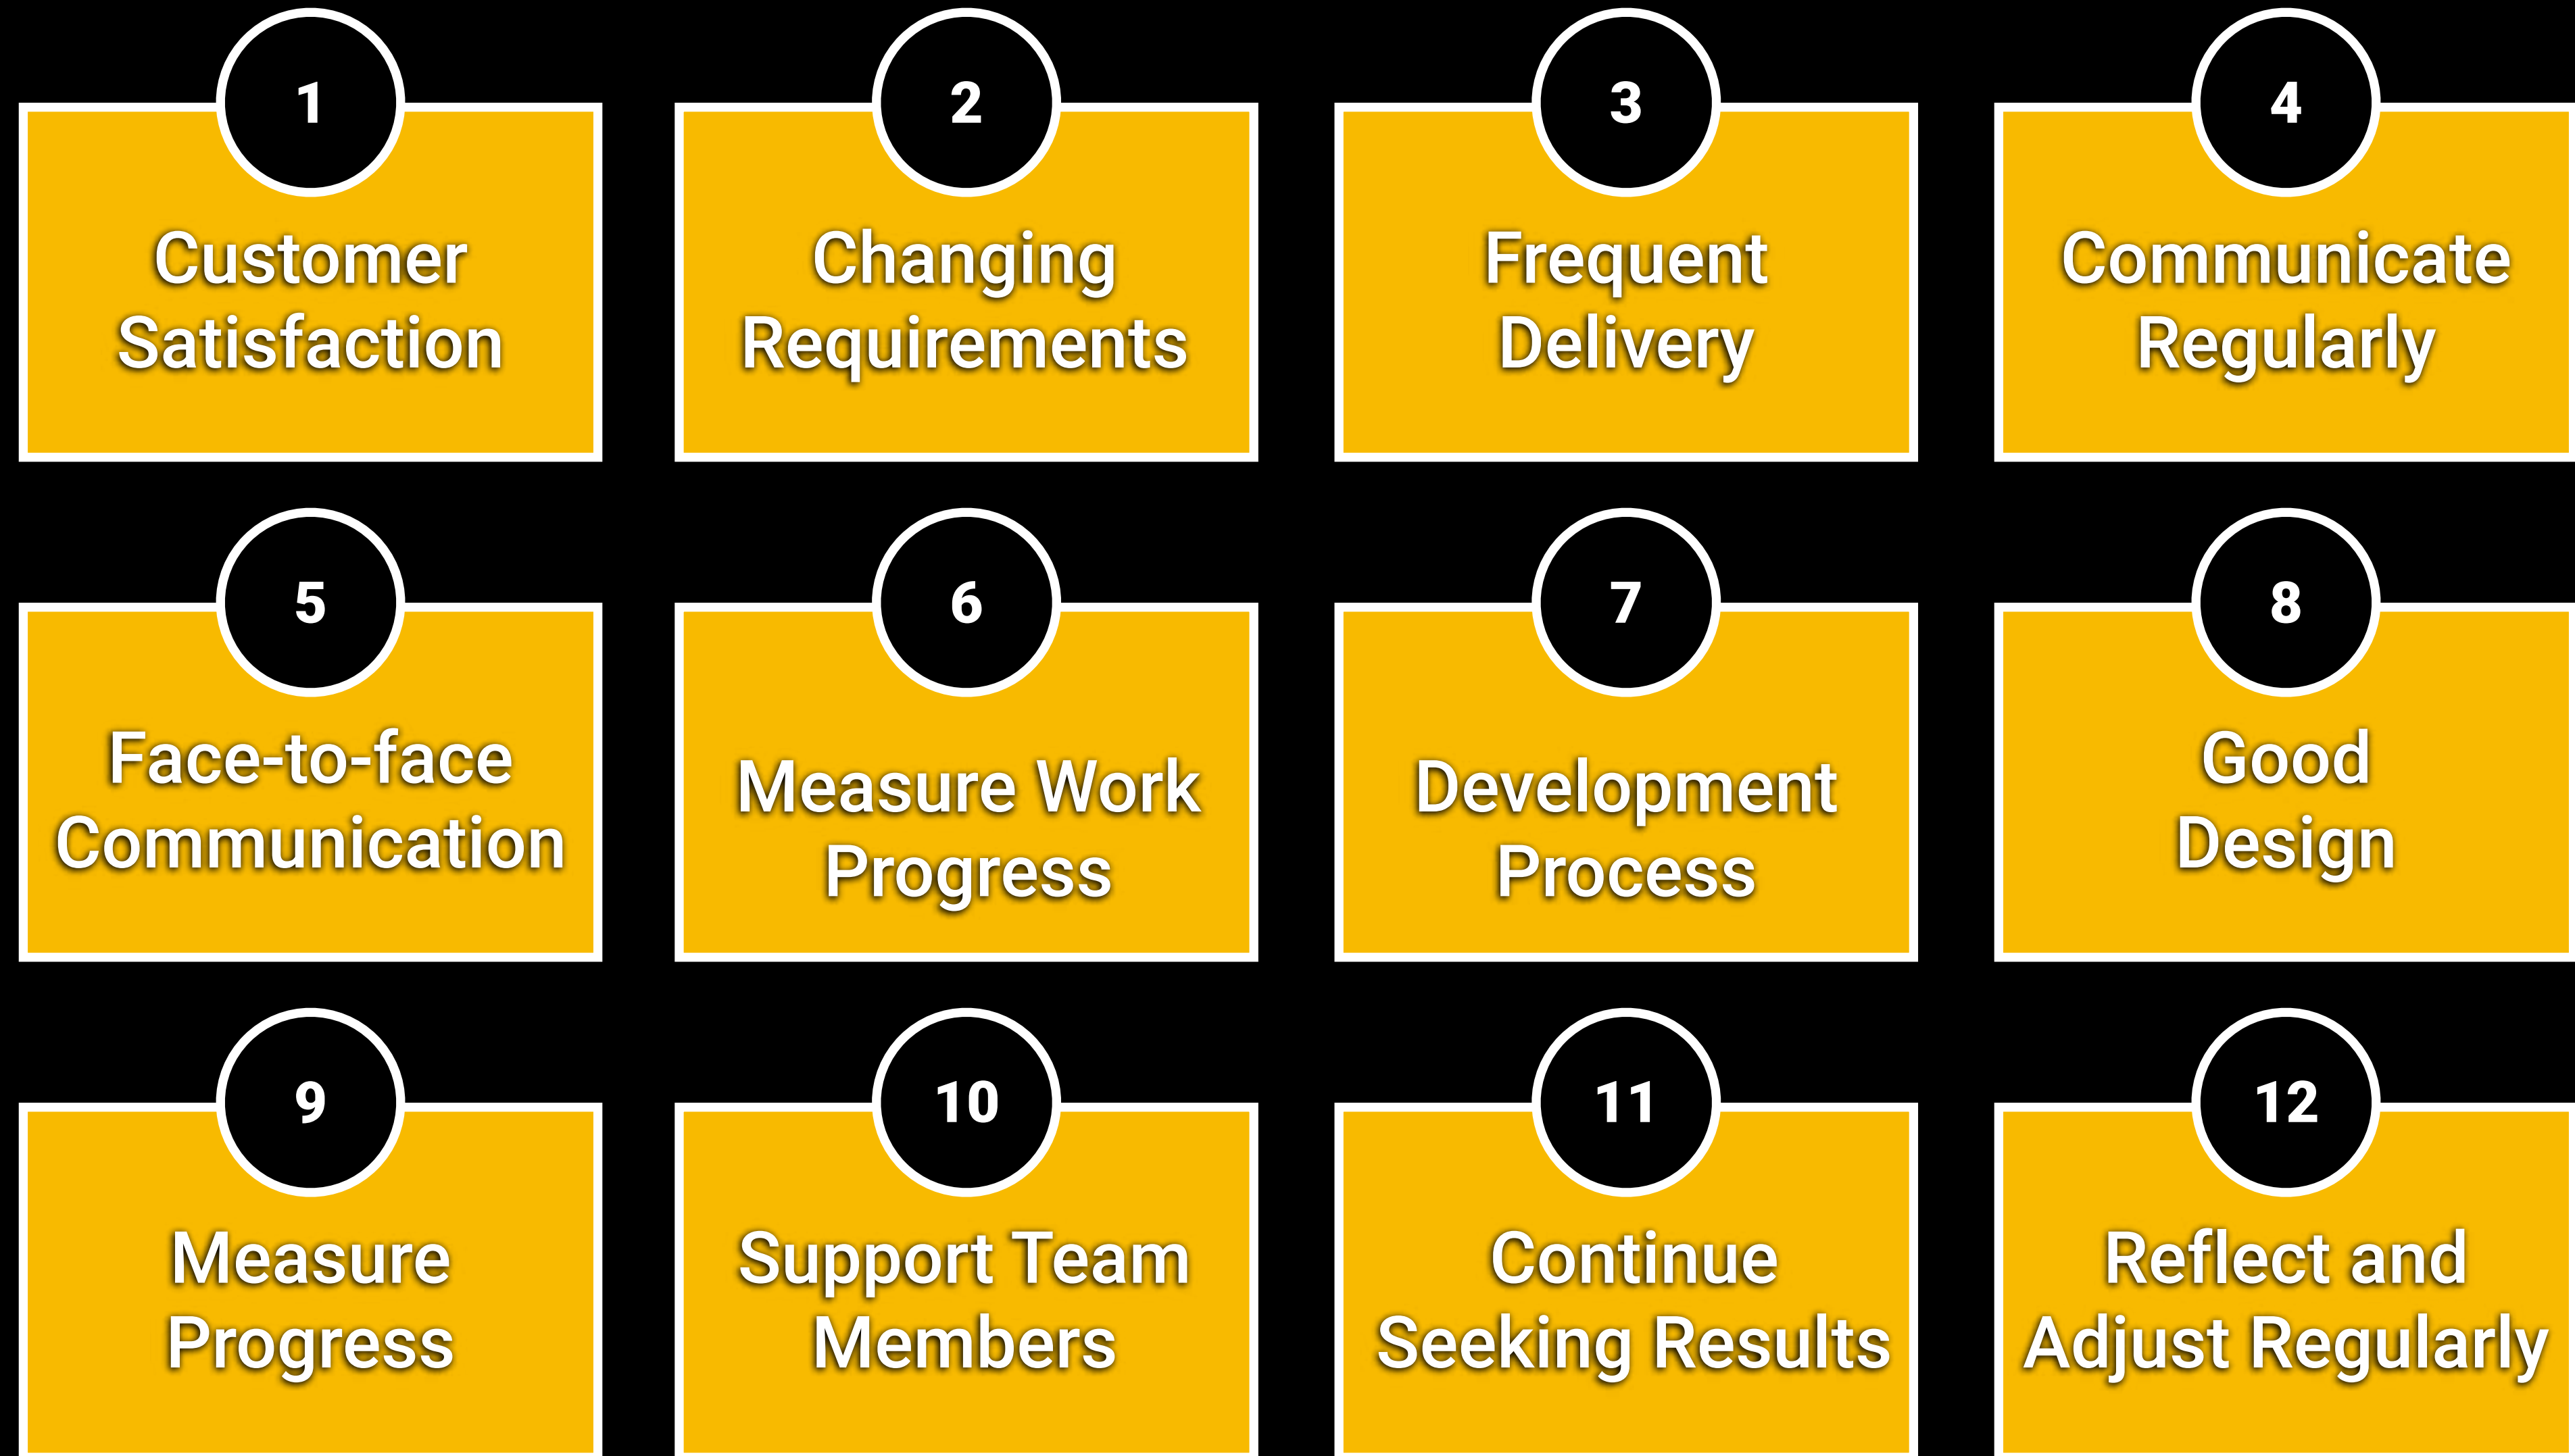 1
Customer
Satisfaction
2
Changing
Requirements
3
Frequent
Delivery
4
Communicate
Regularly
5
Face-to-face
Communication
6
Measure Work
Progress
7
Development
Process
8
Good
Design
9
Measure
Progress
10
Support Team
Members
11
Continue
Seeking Results
12
Reflect and
Adjust Regularly